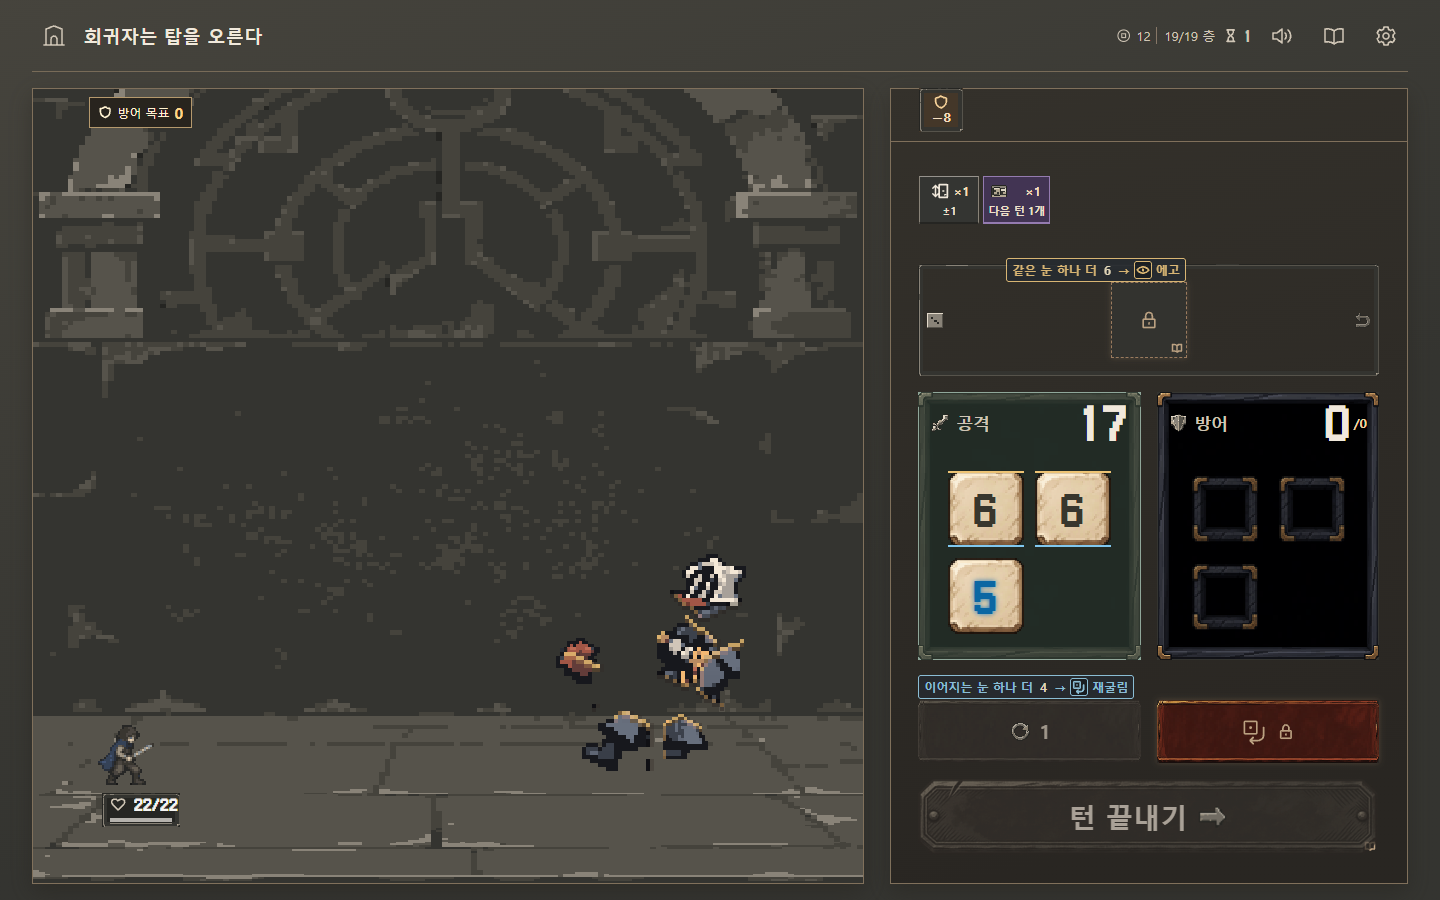 회귀자는 탑을 오른다
12
19/19 층
1
방어 목표 0
−8
×1
±1
×1
다음 턴 1개
같은 눈 하나 더 6 → 에고
공격 17
방어 0/0
6 6
5
이어지는 눈 하나 더 4 → 재굴림
1
22/22
턴 끝내기